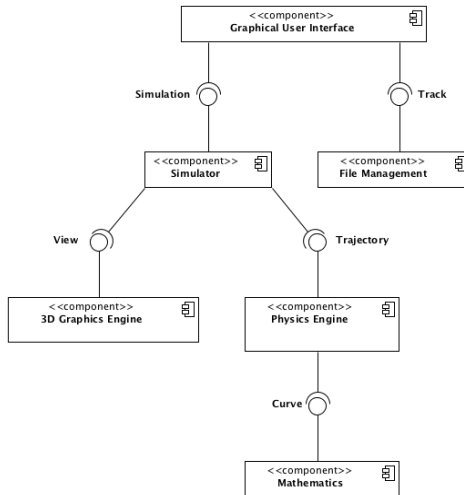 <<component>>
Graphical User Interface
Simulation
Track
<<component>>
Simulator
<<component>>
File Management
View
Trajectory
<<component>>
3D Graphics Engine
<<component>>
Physics Engine
Curve
<<component>>
Mathematics